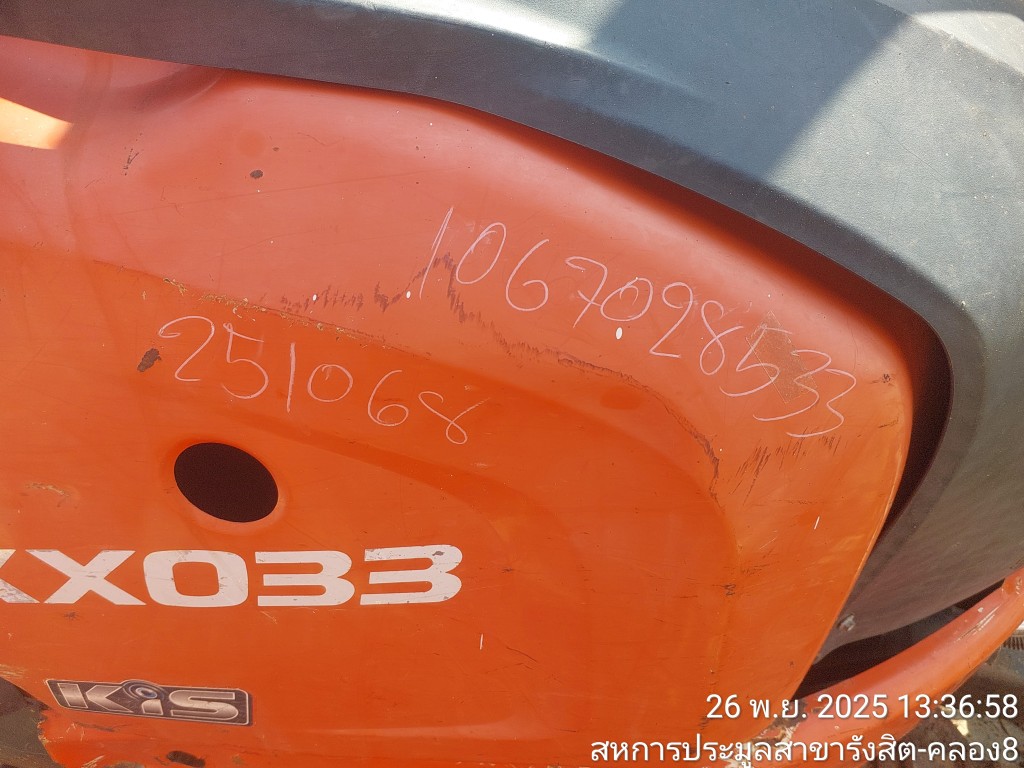 1067028533
251068
KX033
KiS
26 พ.ย. 2025 13:36:58
สหการประมูลสาขารังสิต-คลอง8